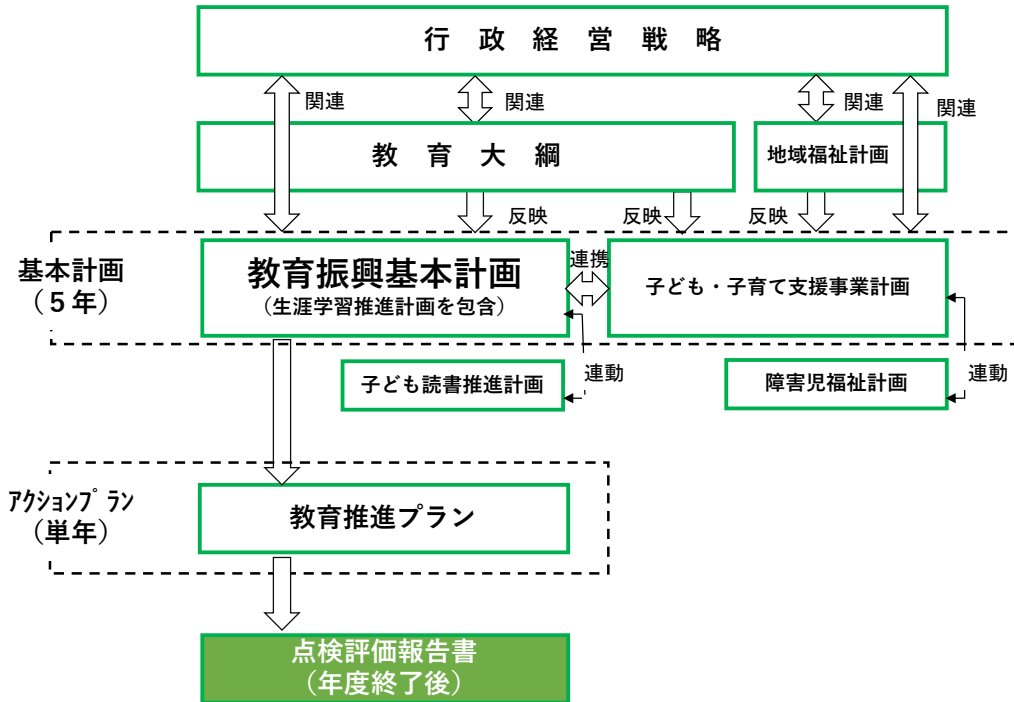 行政経営戦略
関連
関連
関連
関連
教育大綱
地域福祉計画
反映
反映
反映
基本計画
（５年）
教育振興基本計画
（生涯学習推進計画を包含）
連携
子ども・子育て支援事業計画
子ども読書推進計画
連動
障害児福祉計画
連動
ｱｸｼｮﾝﾌﾟﾗﾝ
（単年）
教育推進プラン
点検評価報告書
（年度終了後）